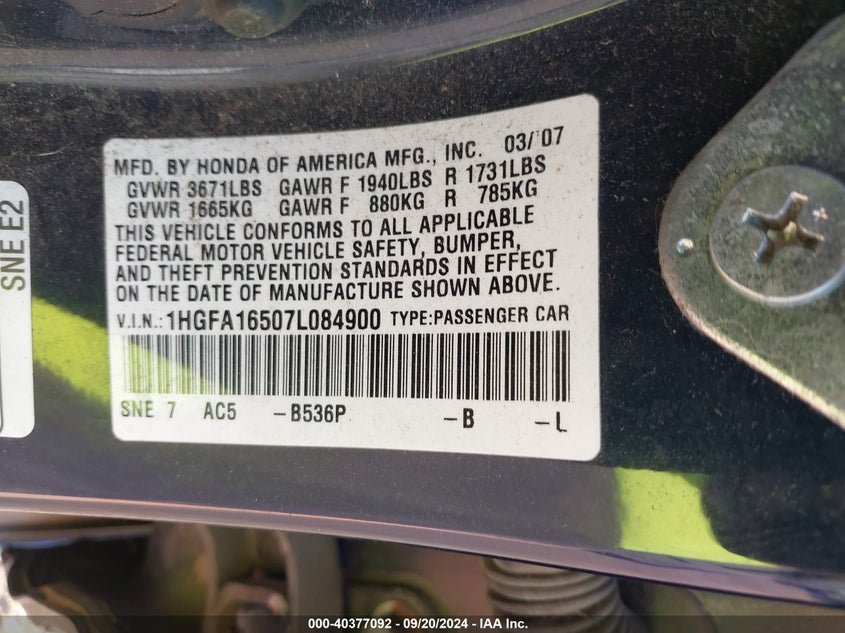 MFD. BY HONDA OF AMERICA MFG., INC. 03/'07
GVWR 3671LBS GAWR F 1940LBS R 1731LBS
GVWR 1665KG GAWR F 880KG R 785KG
THIS VEHICLE CONFORMS TO ALL APPLICABLE
FEDERAL MOTOR VEHICLE SAFETY, BUMPER,
AND THEFT PREVENTION STANDARDS IN EFFECT
ON THE DATE OF MANUFACTURE SHOWN ABOVE.
V.I.N.:1HGFA16507L084900 TYPE:PASSENGER CAR
SNE 7 AC5 -B536P -B -L
SNE E2
000-40377092 - 09/20/2024 - IAA Inc.